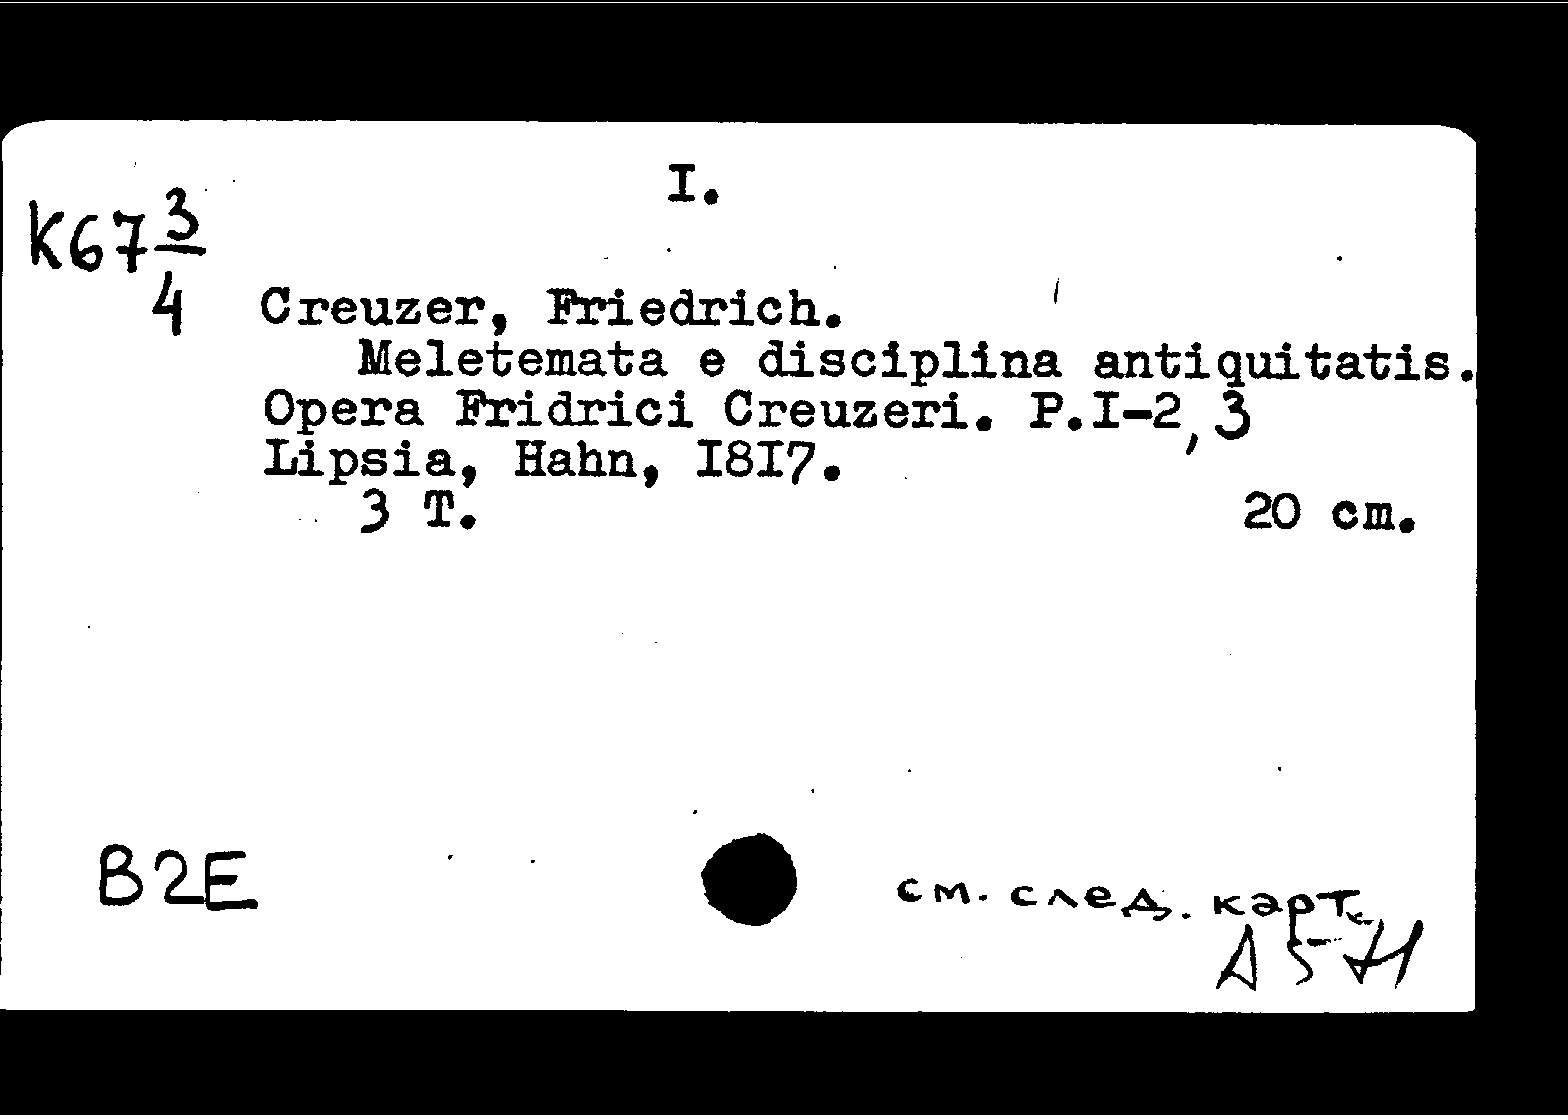 I.
K67 3/4
Creuzer, Friedrich.
Meletemata e disciplina antiquitatis.
Opera Fridrici Creuzeri. P.I-2, 3
Lipsia, Hahn, I8I7.
3 T. 20 cm.
B2E
см. след. карт.